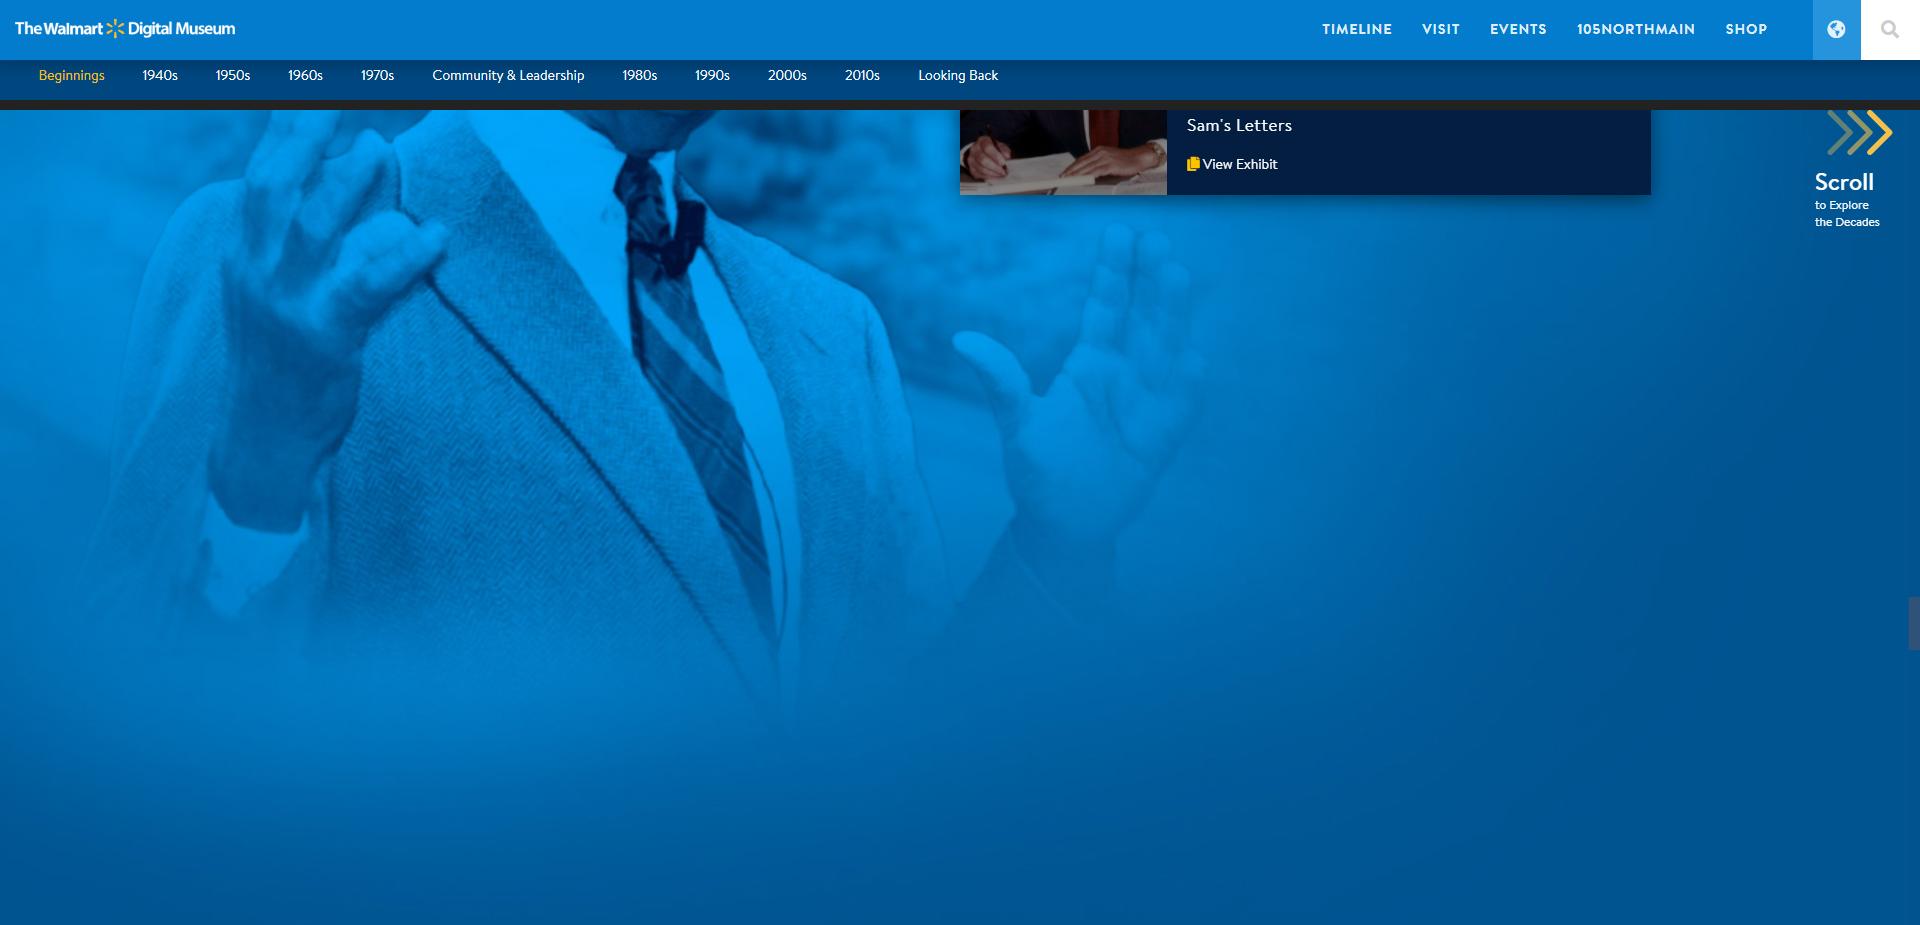 The Walmart Digital Museum
TIMELINE VISIT EVENTS 105NORTHMAIN SHOP
Beginnings 1940s 1950s 1960s 1970s Community & Leadership 1980s 1990s 2000s 2010s Looking Back
Sam's Letters
View Exhibit
Scroll
to Explore
the Decades